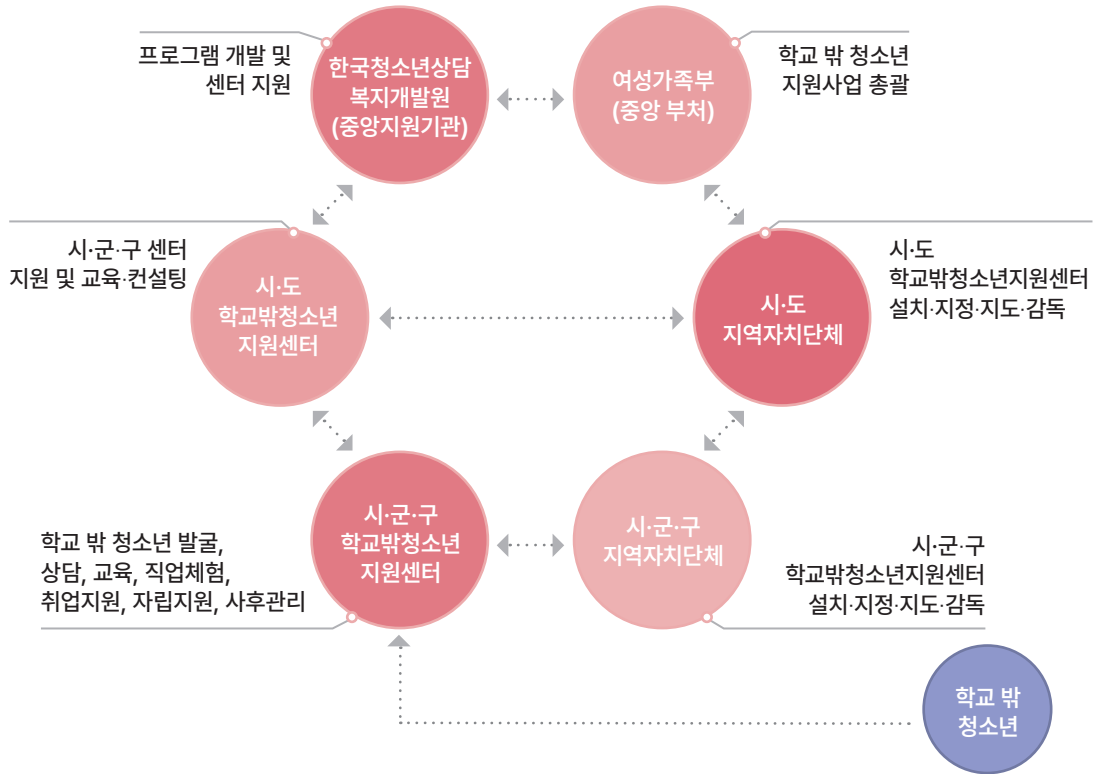 프로그램 개발 및
센터 지원
한국청소년상담
복지개발원
(중앙지원기관)
여성가족부
(중앙 부처)
학교 밖 청소년
지원사업 총괄
시·군·구 센터
지원 및 교육·컨설팅
시·도
학교밖청소년
지원센터
시·도
지역자치단체
시·도
학교밖청소년지원센터
설치·지정·지도·감독
학교 밖 청소년 발굴,
상담, 교육, 직업체험,
취업지원, 자립지원, 사후관리
시·군·구
학교밖청소년
지원센터
시·군·구
지역자치단체
시·군·구
학교밖청소년지원센터
설치·지정·지도·감독
학교 밖
청소년